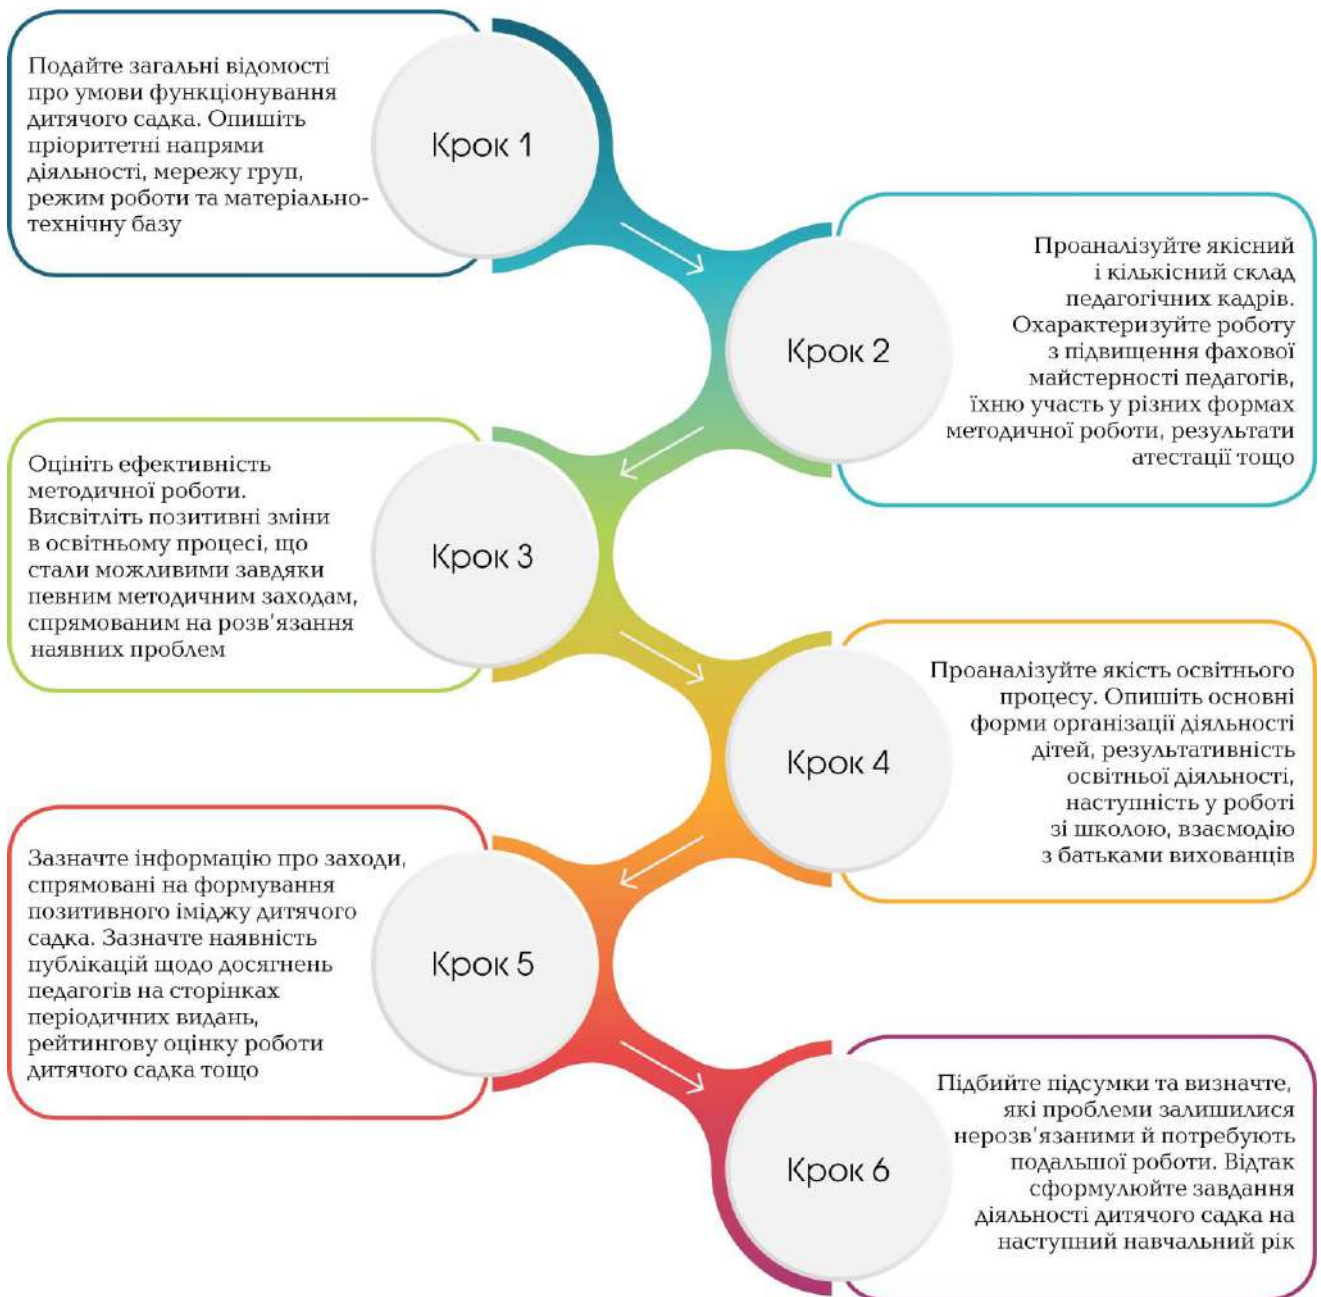 Крок 1
Подайте загальні відомості
про умови функціонування
дитячого садка. Опишіть
пріоритетні напрями
діяльності, мережу груп,
режим роботи та матеріально-
технічну базу
Крок 2
Проаналізуйте якісний
і кількісний склад
педагогічних кадрів.
Охарактеризуйте роботу
з підвищення фахової
майстерності педагогів,
їхню участь у різних формах
методичної роботи, результати
атестації тощо
Крок 3
Оцініть ефективність
методичної роботи.
Висвітліть позитивні зміни
в освітньому процесі, що
стали можливими завдяки
певним методичним заходам,
спрямованим на розв’язання
наявних проблем
Крок 4
Проаналізуйте якість освітнього
процесу. Опишіть основні
форми організації діяльності
дітей, результативність
освітньої діяльності,
наступність у роботі
зі школою, взаємодію
з батьками вихованців
Крок 5
Зазначте інформацію про заходи,
спрямовані на формування
позитивного іміджу дитячого
садка. Зазначте наявність
публікацій щодо досягнень
педагогів на сторінках
періодичних видань,
рейтингову оцінку роботи
дитячого садка тощо
Крок 6
Підбийте підсумки та визначте,
які проблеми залишилися
нерозв’язаними й потребують
подальшої роботи. Відтак
сформулюйте завдання
діяльності дитячого садка на
наступний навчальний рік